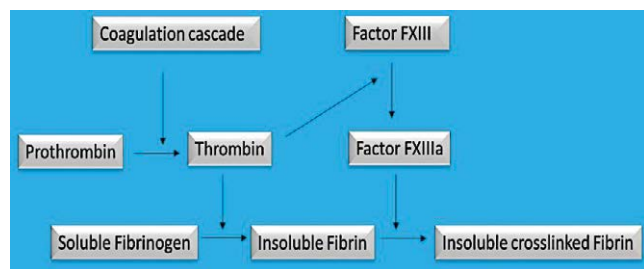 Coagulation cascade
Factor FXIII
Prothrombin
Thrombin
Factor FXIIIa
Soluble Fibrinogen
Insoluble Fibrin
Insoluble crosslinked Fibrin